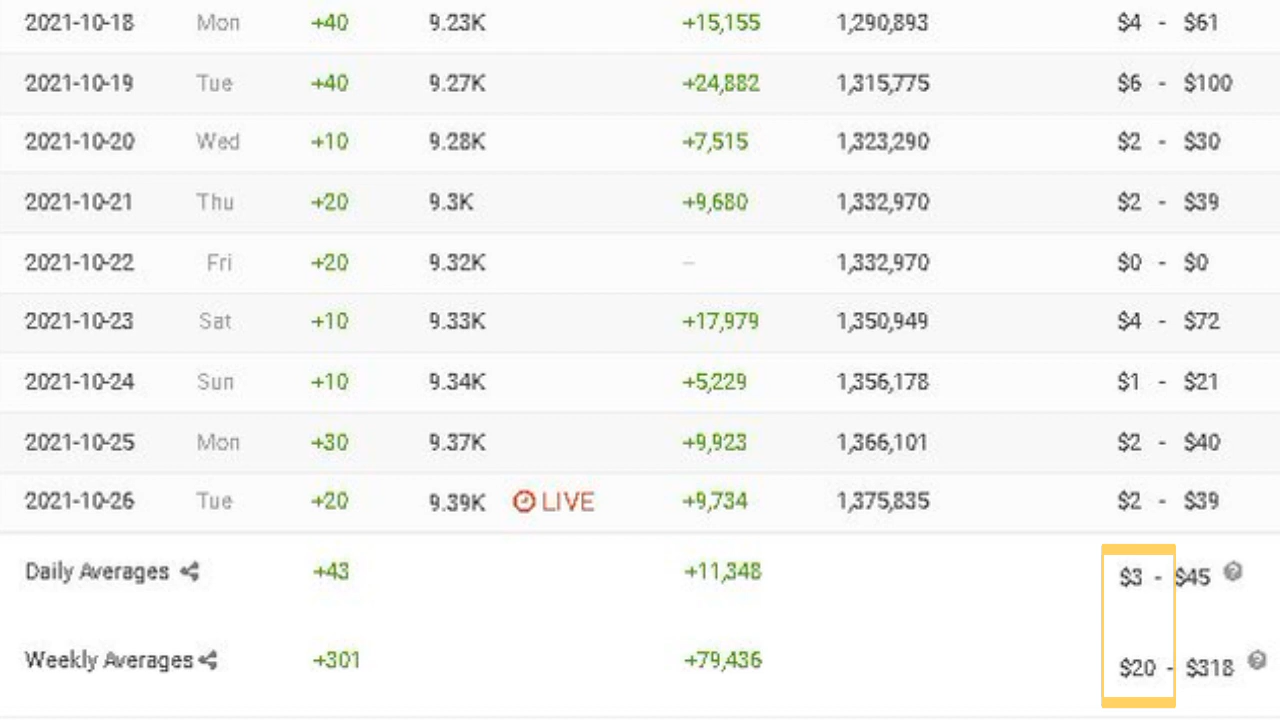 2021-10-18 Mon +40 9.23K +15,155 1,290,893 $4 - $61
2021-10-19 Tue +40 9.27K +24,882 1,315,775 $6 - $100
2021-10-20 Wed +10 9.28K +7,515 1,323,290 $2 - $30
2021-10-21 Thu +20 9.3K +9,680 1,332,970 $2 - $39
2021-10-22 Fri +20 9.32K – 1,332,970 $0 - $0
2021-10-23 Sat +10 9.33K +17,979 1,350,949 $4 - $72
2021-10-24 Sun +10 9.34K +5,229 1,356,178 $1 - $21
2021-10-25 Mon +30 9.37K +9,923 1,366,101 $2 - $40
2021-10-26 Tue +20 9.39K LIVE +9,734 1,375,835 $2 - $39
Daily Averages +43 +11,348 $3 - $45
Weekly Averages +301 +79,436 $20 - $318